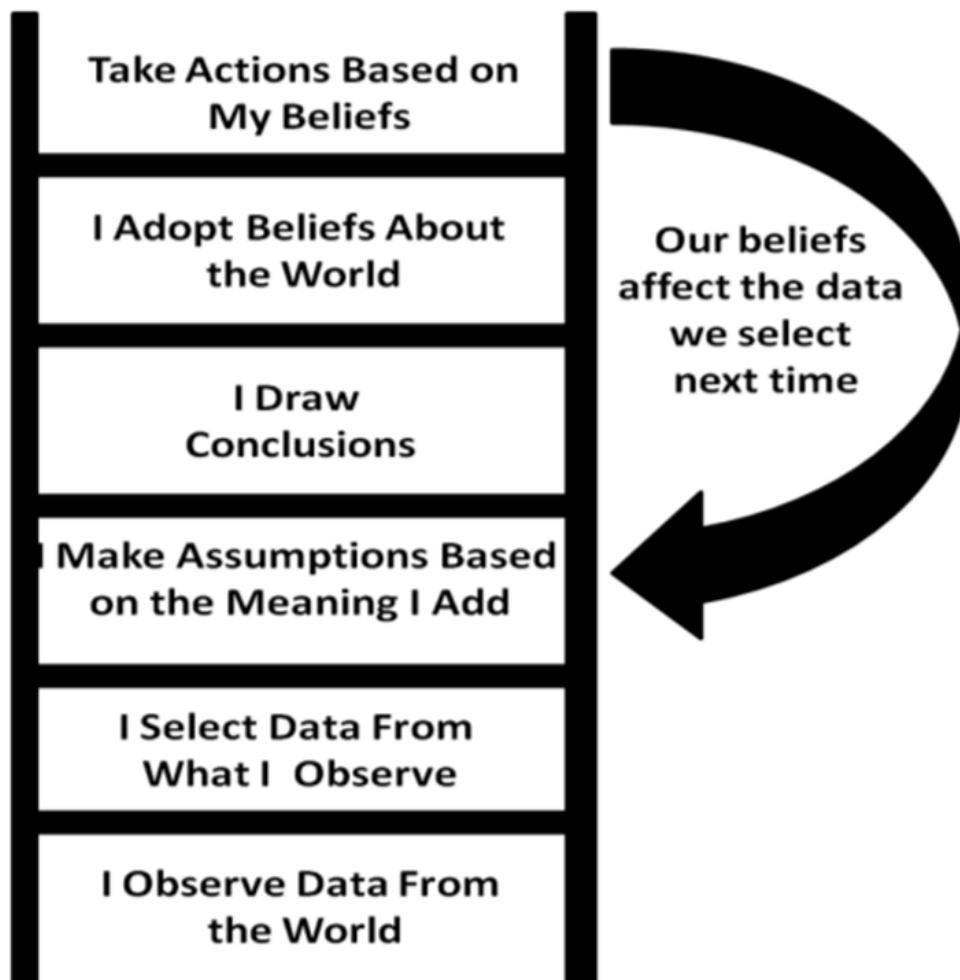 Take Actions Based on
My Beliefs
I Adopt Beliefs About
the World
I Draw
Conclusions
I Make Assumptions Based
on the Meaning I Add
I Select Data From
What I Observe
I Observe Data From
the World
Our beliefs
affect the data
we select
next time